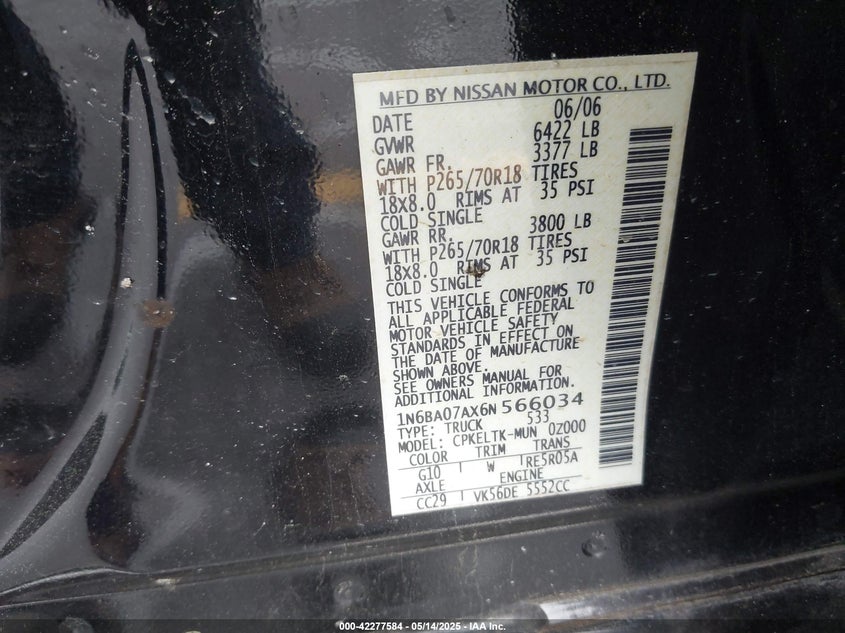 MFD BY NISSAN MOTOR CO., LTD.
DATE 06/06
GVWR 6422 LB
GAWR FR. 3377 LB
WITH P265/70R18 TIRES
18X8.0 RIMS AT 35 PSI
COLD SINGLE
GAWR RR. 3800 LB
WITH P265/70R18 TIRES
18X8.0 RIMS AT 35 PSI
COLD SINGLE
THIS VEHICLE CONFORMS TO
ALL APPLICABLE FEDERAL
MOTOR VEHICLE SAFETY
STANDARDS IN EFFECT ON
THE DATE OF MANUFACTURE
SHOWN ABOVE.
SEE OWNERS MANUAL FOR
ADDITIONAL INFORMATION.
1N6BA07AX6N 566034
TYPE: TRUCK 533
MODEL: CPKELTK-MUN 0Z000
COLOR TRIM TRANS
G10 W RE5R05A
AXLE ENGINE
CC29 VK56DE 5552CC
000-42277584 - 05/14/2025 - IAA Inc.